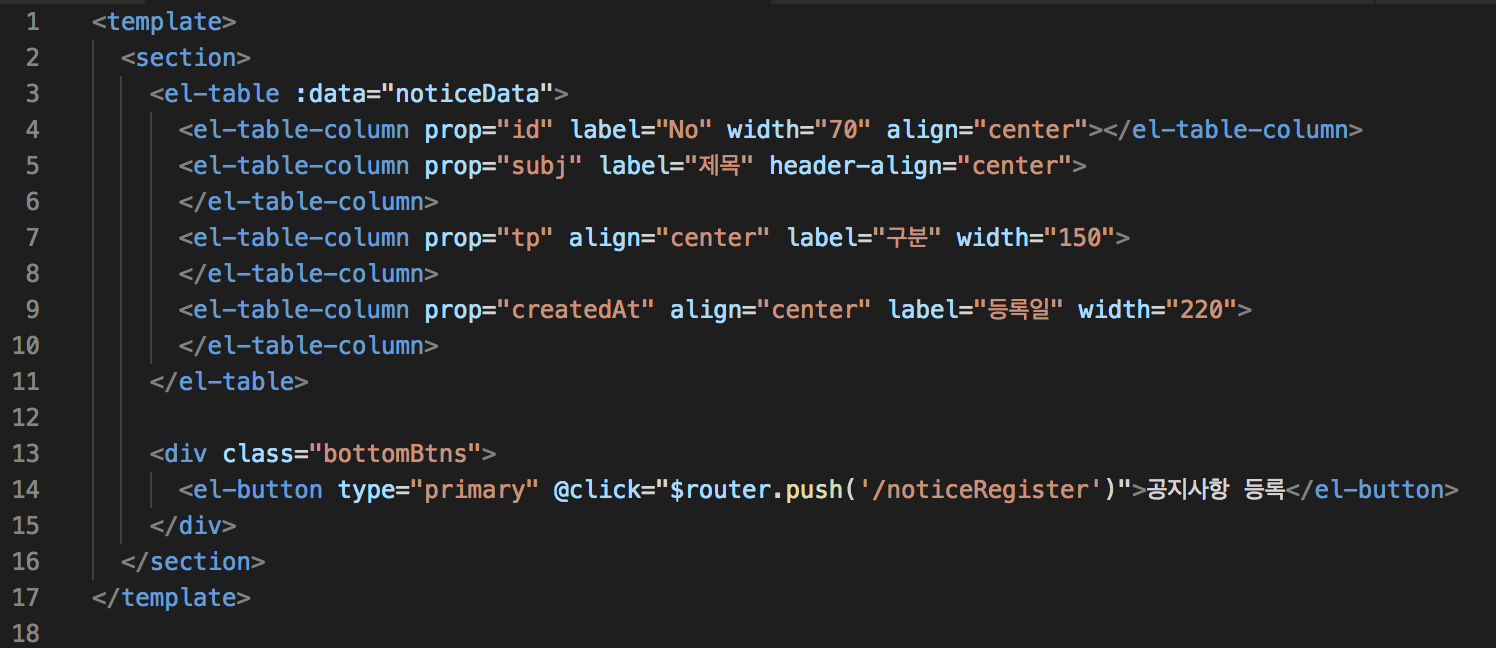 1 <template>
2   <section>
3     <el-table :data="noticeData">
4       <el-table-column prop="id" label="No" width="70" align="center"></el-table-column>
5       <el-table-column prop="subj" label="제목" header-align="center">
6       </el-table-column>
7       <el-table-column prop="tp" align="center" label="구분" width="150">
8       </el-table-column>
9       <el-table-column prop="createdAt" align="center" label="등록일" width="220">
10       </el-table-column>
11     </el-table>
12
13     <div class="bottomBtns">
14       <el-button type="primary" @click="$router.push('/noticeRegister')">공지사항 등록</el-button>
15     </div>
16   </section>
17 </template>
18